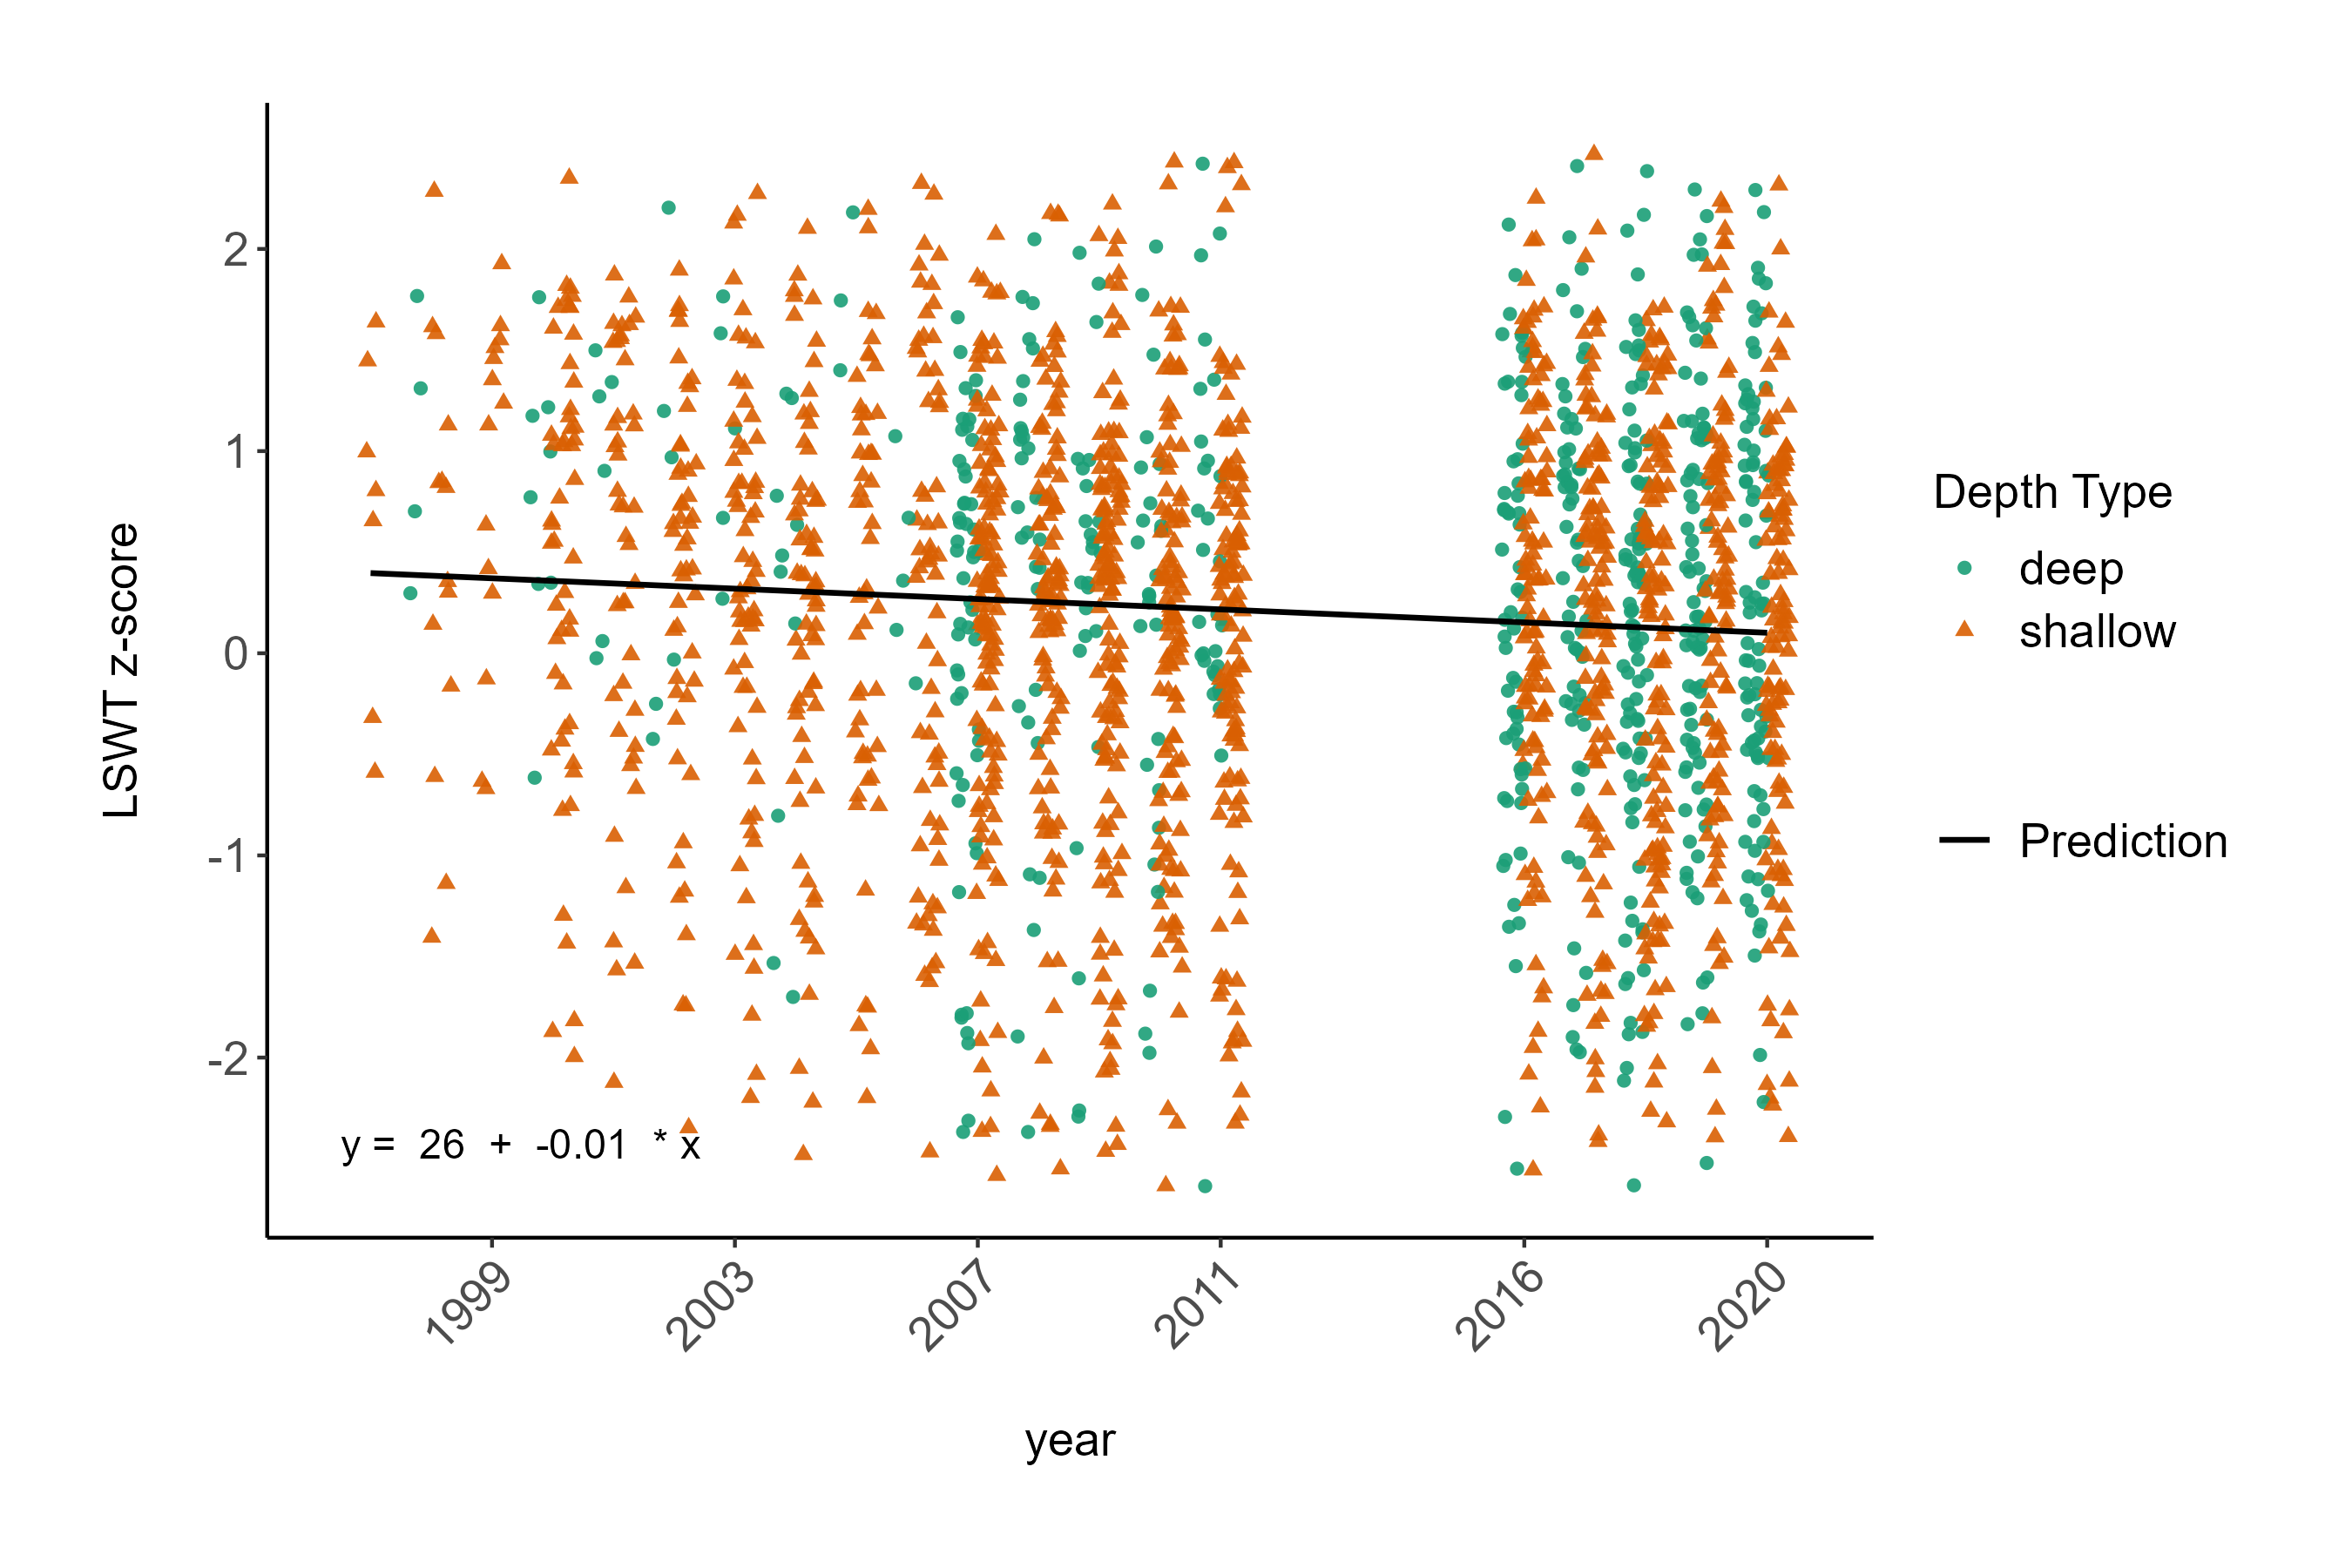 LSWT z-score
2
1
0
-1
-2
y = 26 + -0.01 * x
1999
2003
2007
2011
2016
2020
year
Depth Type
deep
shallow
Prediction